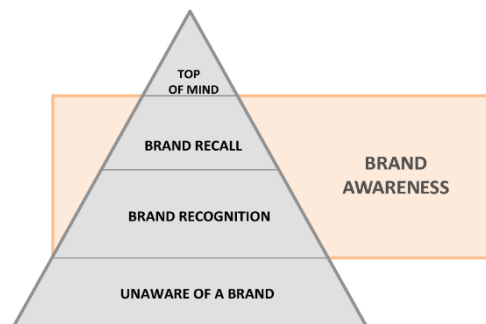 TOP
OF MIND
BRAND RECALL
BRAND
AWARENESS
BRAND RECOGNITION
UNAWARE OF A BRAND